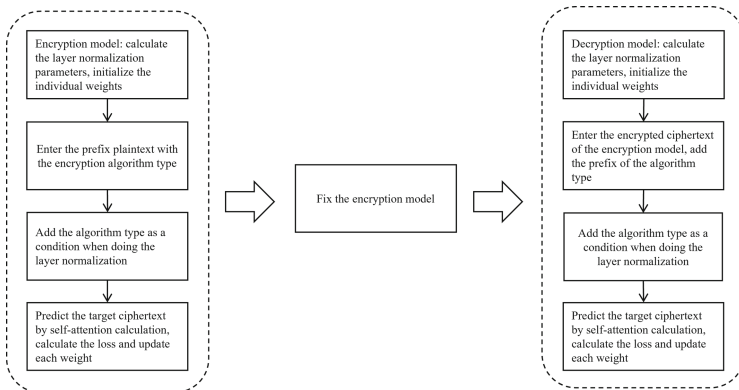 Encryption model: calculate
the layer normalization
parameters, initialize the
individual weights
Enter the prefix plaintext with
the encryption algorithm type
Add the algorithm type as a
condition when doing the
layer normalization
Predict the target ciphertext
by self-attention calculation,
calculate the loss and update
each weight
Fix the encryption model
Decryption model: calculate
the layer normalization
parameters, initialize the
individual weights
Enter the encrypted ciphertext
of the encryption model, add
the prefix of the algorithm
type
Add the algorithm type as a
condition when doing the
layer normalization
Predict the target ciphertext
by self-attention calculation,
calculate the loss and update
each weight